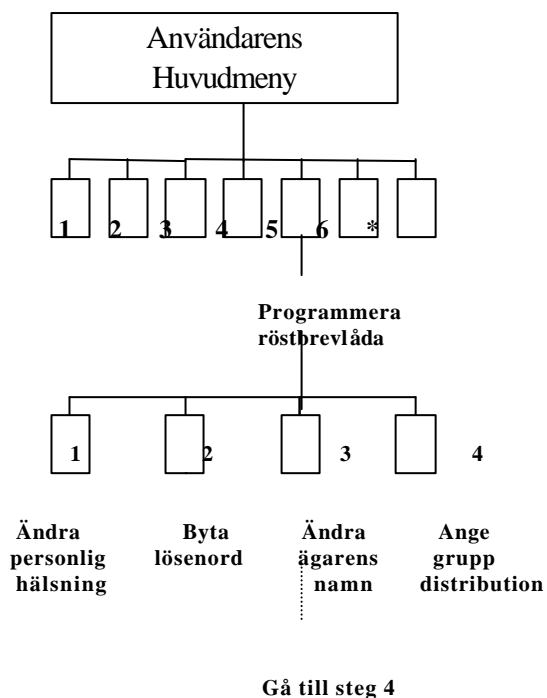 Användarens
Huvudmeny
1 2 3 4 5 6 *
Programmera
röstbrevlåda
1 2 3 4
Ändra
personlig
hälsning
Byta
lösenord
Ändra
ägarens
namn
Ange
grupp
distribution
Gå till steg 4